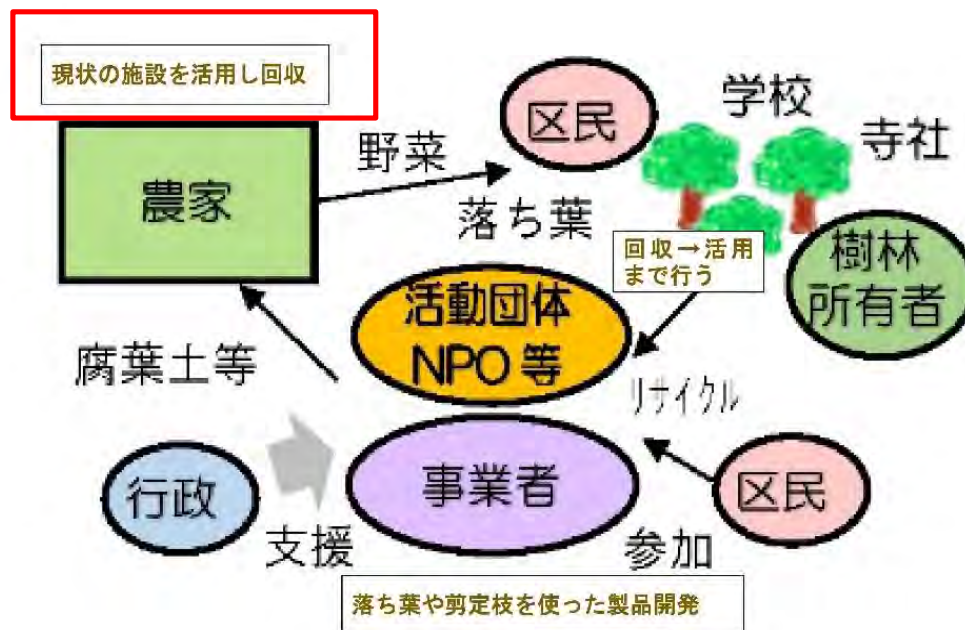 現状の施設を活用し回収
区民
学校
寺社
農家
野菜
落ち葉
回収→活用
まで行う
樹林
所有者
活動団体
NPO等
腐葉土等
リサイクル
行政
事業者
区民
支援
参加
落ち葉や剪定枝を使った製品開発